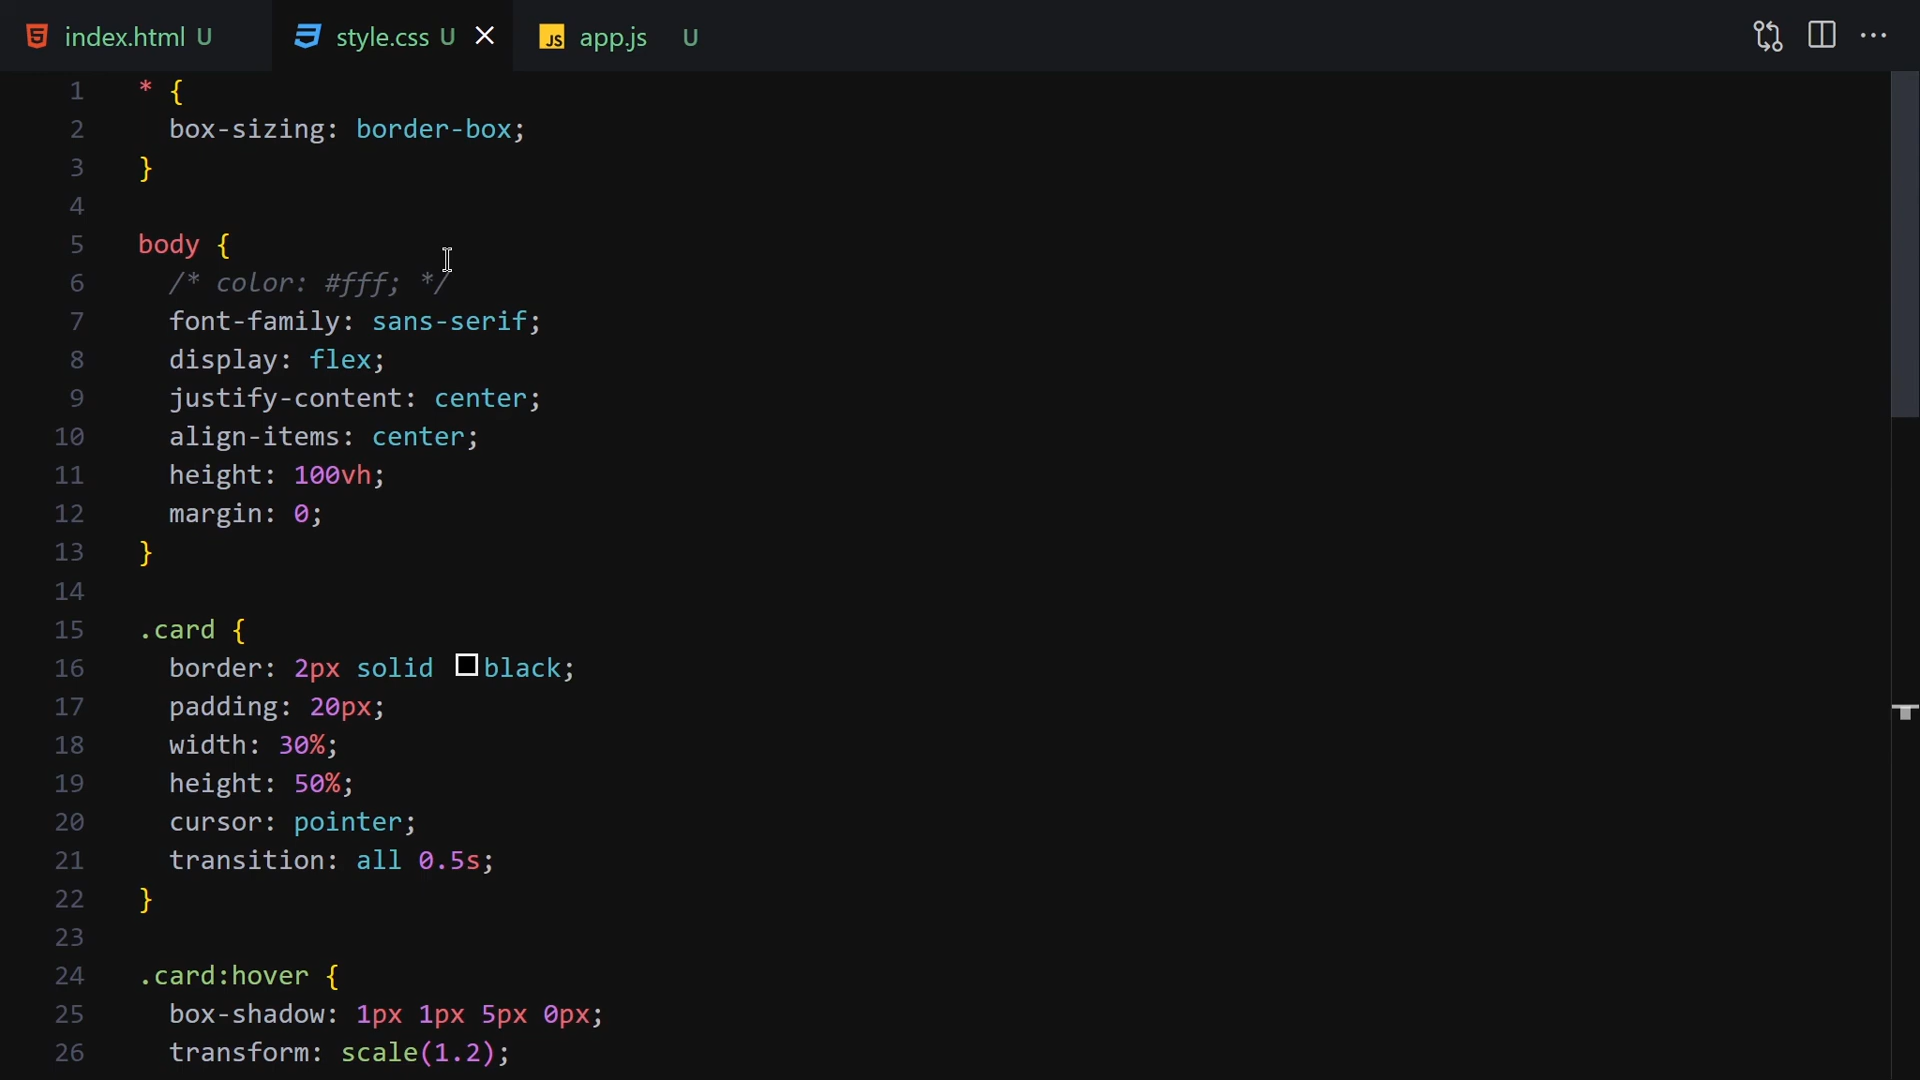 index.html U style.css U app.js U
1 * {
2 box-sizing: border-box;
3 }
4
5 body {
6 /* color: #fff; */
7 font-family: sans-serif;
8 display: flex;
9 justify-content: center;
10 align-items: center;
11 height: 100vh;
12 margin: 0;
13 }
14
15 .card {
16 border: 2px solid black;
17 padding: 20px;
18 width: 30%;
19 height: 50%;
20 cursor: pointer;
21 transition: all 0.5s;
22 }
23
24 .card:hover {
25 box-shadow: 1px 1px 5px 0px;
26 transform: scale(1.2);